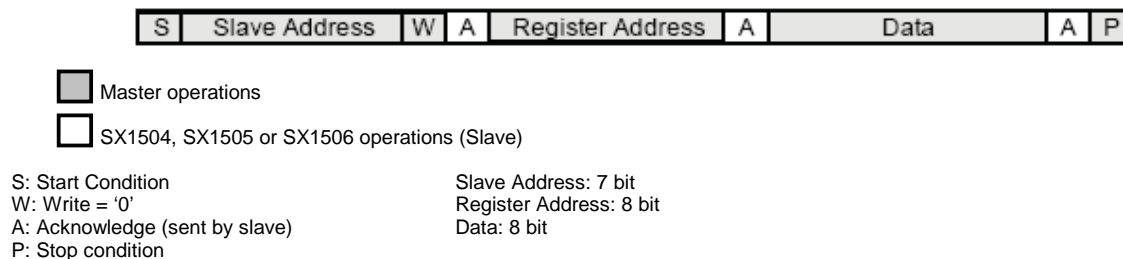 S Slave Address W A Register Address A Data A P
Master operations
SX1504, SX1505 or SX1506 operations (Slave)
S: Start Condition
W: Write = ‘0’
A: Acknowledge (sent by slave)
P: Stop condition
Slave Address: 7 bit
Register Address: 8 bit
Data: 8 bit